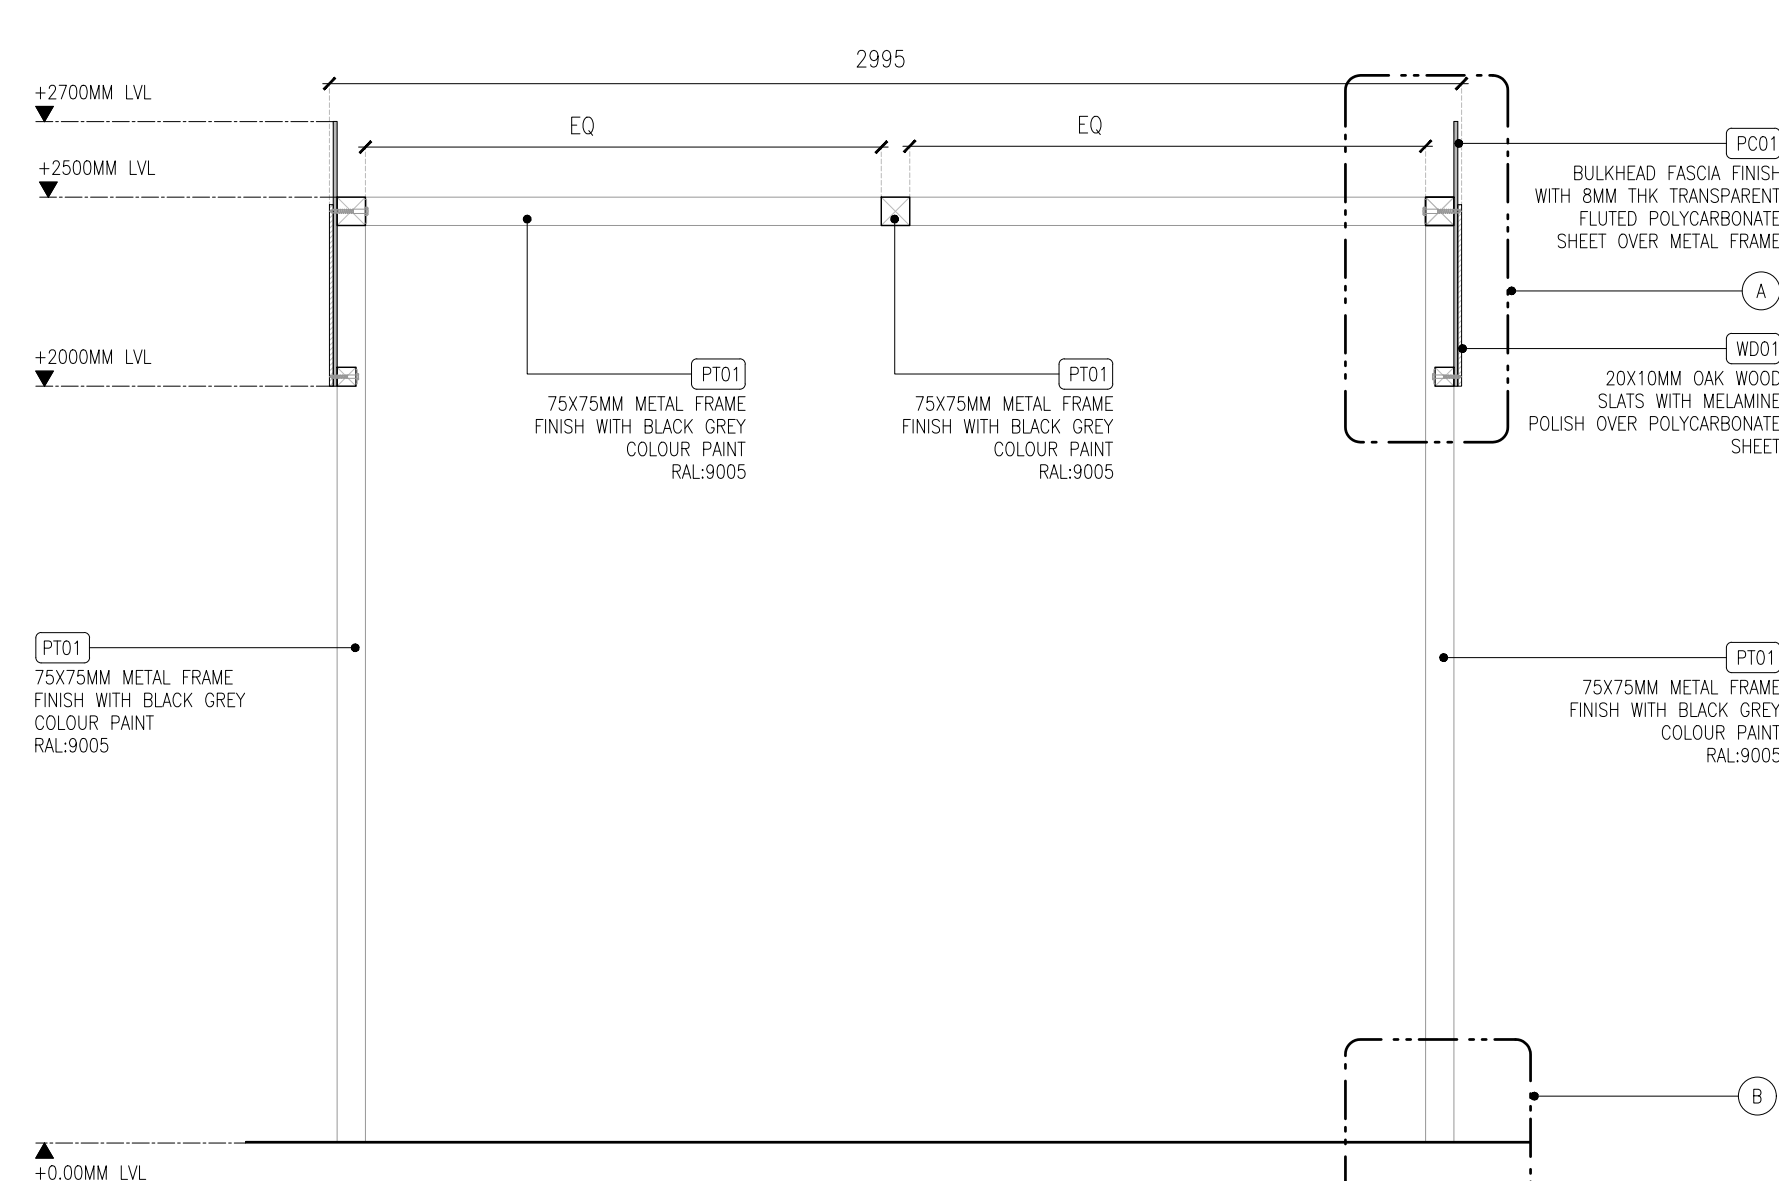 2995
+2700MM LVL
EQ
EQ
+2500MM LVL
PC01
BULKHEAD FASCIA FINISH
WITH 8MM THK TRANSPARENT
FLUTED POLYCARBONATE
SHEET OVER METAL FRAME
A
+2000MM LVL
WD01
20X10MM OAK WOOD
SLATS WITH MELAMINE
POLISH OVER POLYCARBONATE
SHEET
PT01
75X75MM METAL FRAME
FINISH WITH BLACK GREY
COLOUR PAINT
RAL:9005
PT01
75X75MM METAL FRAME
FINISH WITH BLACK GREY
COLOUR PAINT
RAL:9005
PT01
75X75MM METAL FRAME
FINISH WITH BLACK GREY
COLOUR PAINT
RAL:9005
PT01
75X75MM METAL FRAME
FINISH WITH BLACK GREY
COLOUR PAINT
RAL:9005
B
+0.00MM LVL